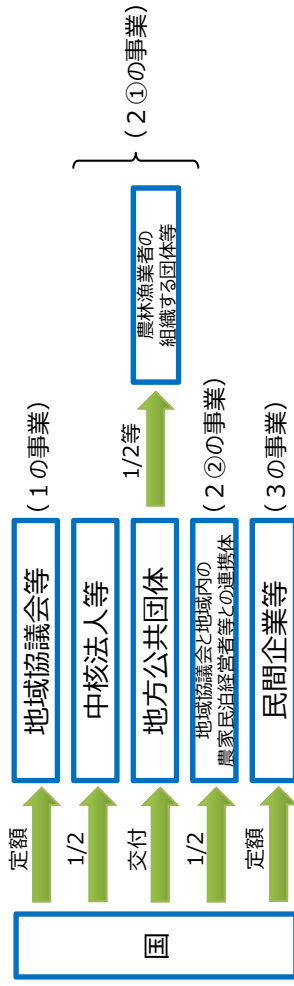 国
定額
地域協議会等
（１の事業）
1/2
中核法人等
交付
地方公共団体
1/2等
農林漁業者の
組織する団体等
（２①の事業）
1/2
地域協議会と地域内の
農家民泊経営者等との連携体
（２②の事業）
定額
民間企業等
（３の事業）